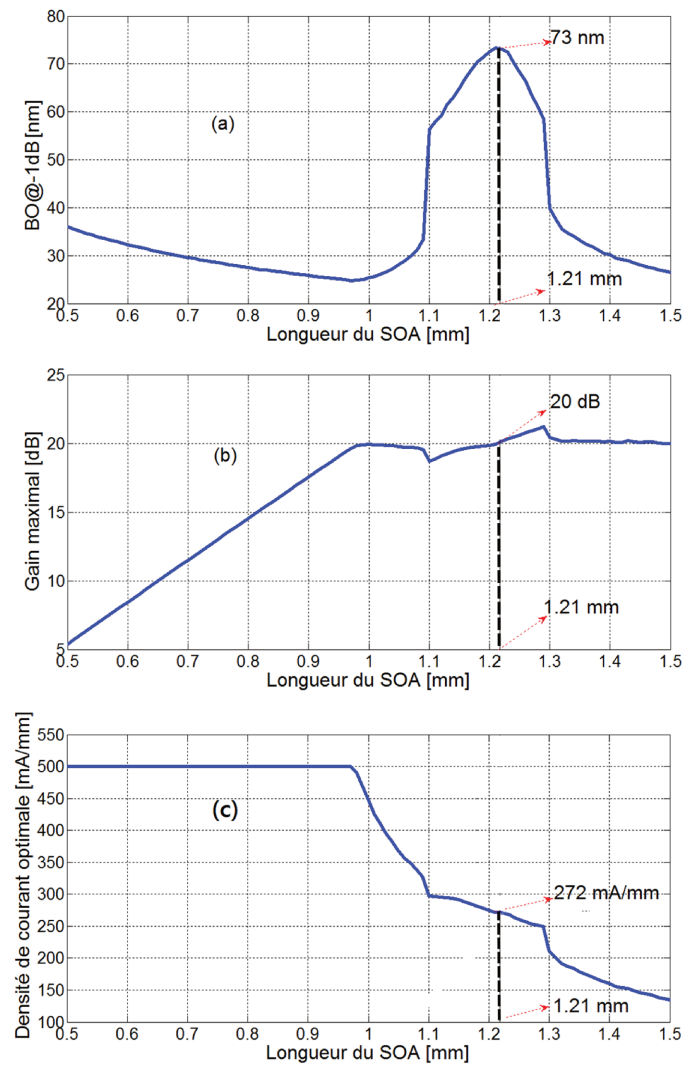 80
70
60
50
40
30
20
BO@-1dB [nm]
(a)
73 nm
1.21 mm
0.5 0.6 0.7 0.8 0.9 1 1.1 1.2 1.3 1.4 1.5
Longueur du SOA [mm]
25
20
15
10
5
Gain maximal [dB]
(b)
20 dB
1.21 mm
0.5 0.6 0.7 0.8 0.9 1 1.1 1.2 1.3 1.4 1.5
Longueur du SOA [mm]
550
500
450
400
350
300
250
200
150
100
Densité de courant optimale [mA/mm]
(c)
272 mA/mm
1.21 mm
0.5 0.6 0.7 0.8 0.9 1 1.1 1.2 1.3 1.4 1.5
Longueur du SOA [mm]